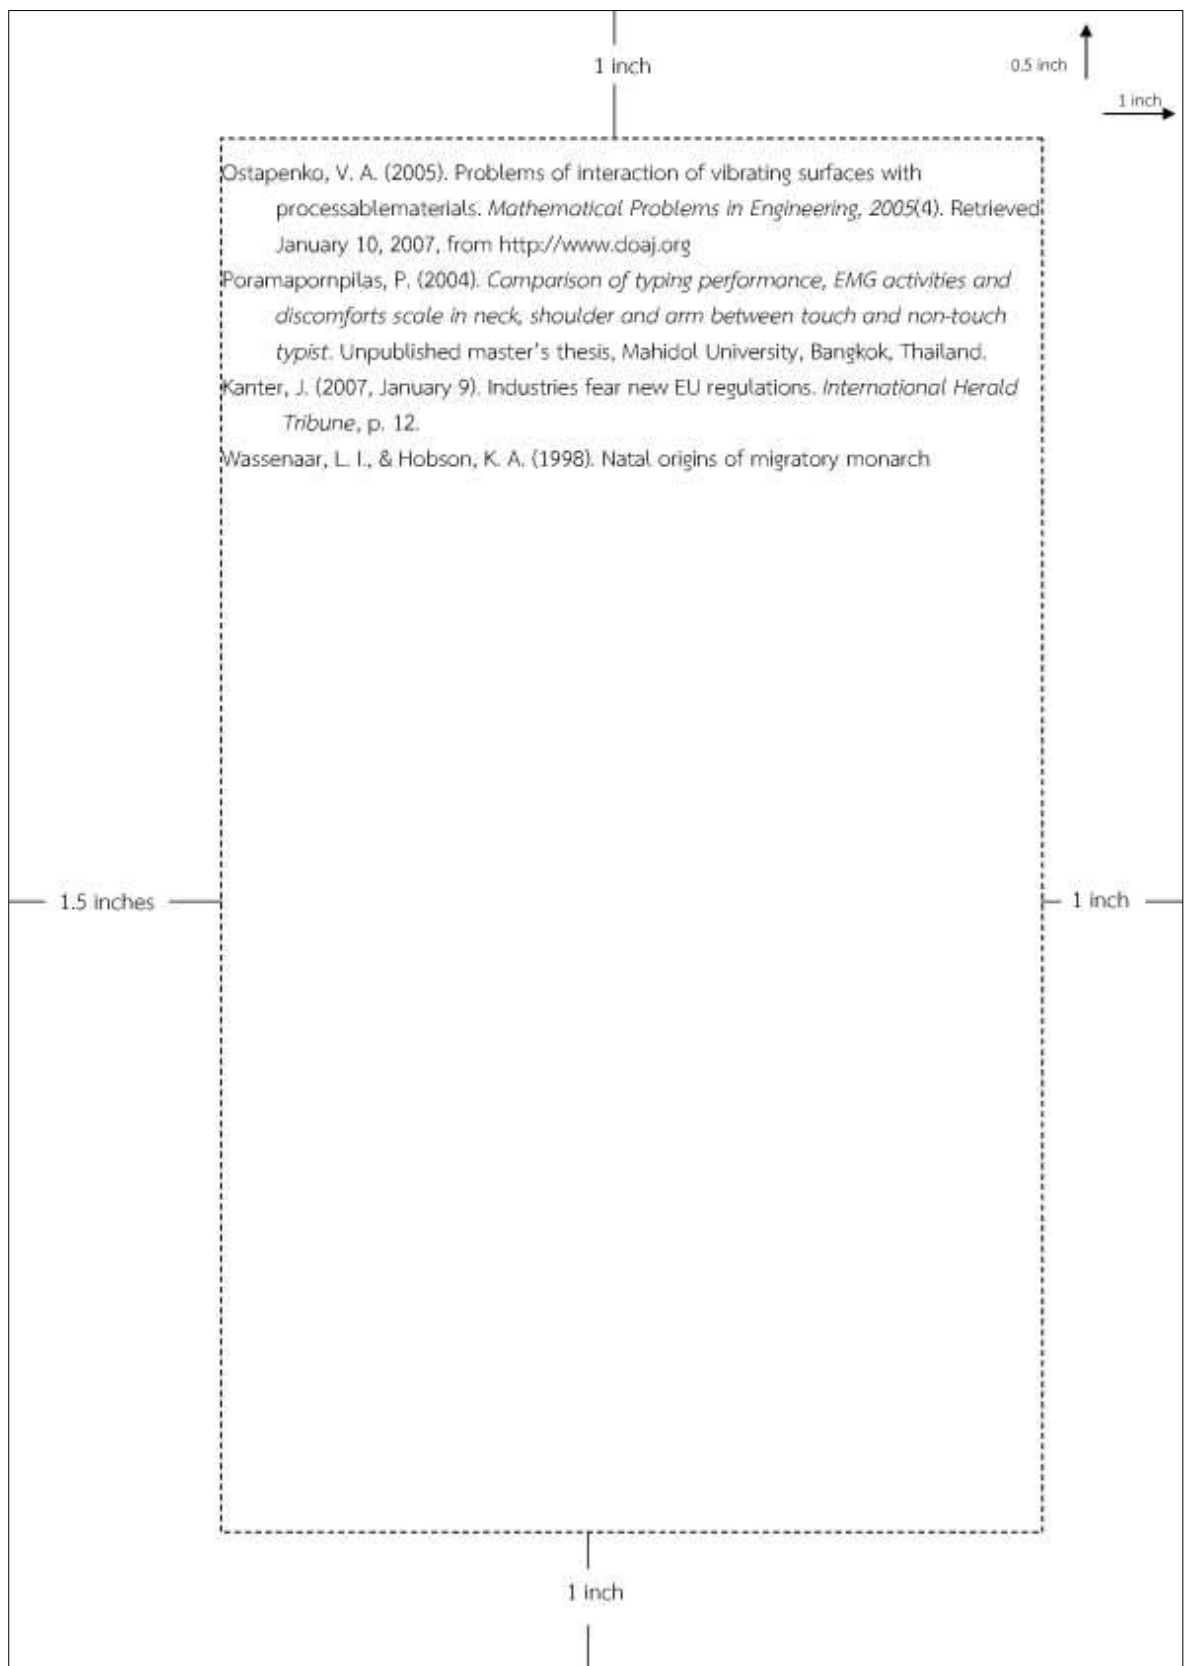 1 inch
0.5 inch
1 inch
Ostapenko, V. A. (2005). Problems of interaction of vibrating surfaces with
processablematerials. Mathematical Problems in Engineering, 2005(4). Retrieved
January 10, 2007, from http://www.doaj.org
Poramapornpilas, P. (2004). Comparison of typing performance, EMG activities and
discomforts scale in neck, shoulder and arm between touch and non-touch
typist. Unpublished master's thesis, Mahidol University, Bangkok, Thailand.
Kanter, J. (2007, January 9). Industries fear new EU regulations. International Herald
Tribune, p. 12.
Wassenaar, L. I., & Hobson, K. A. (1998). Natal origins of migratory monarch
1.5 inches
1 inch
1 inch